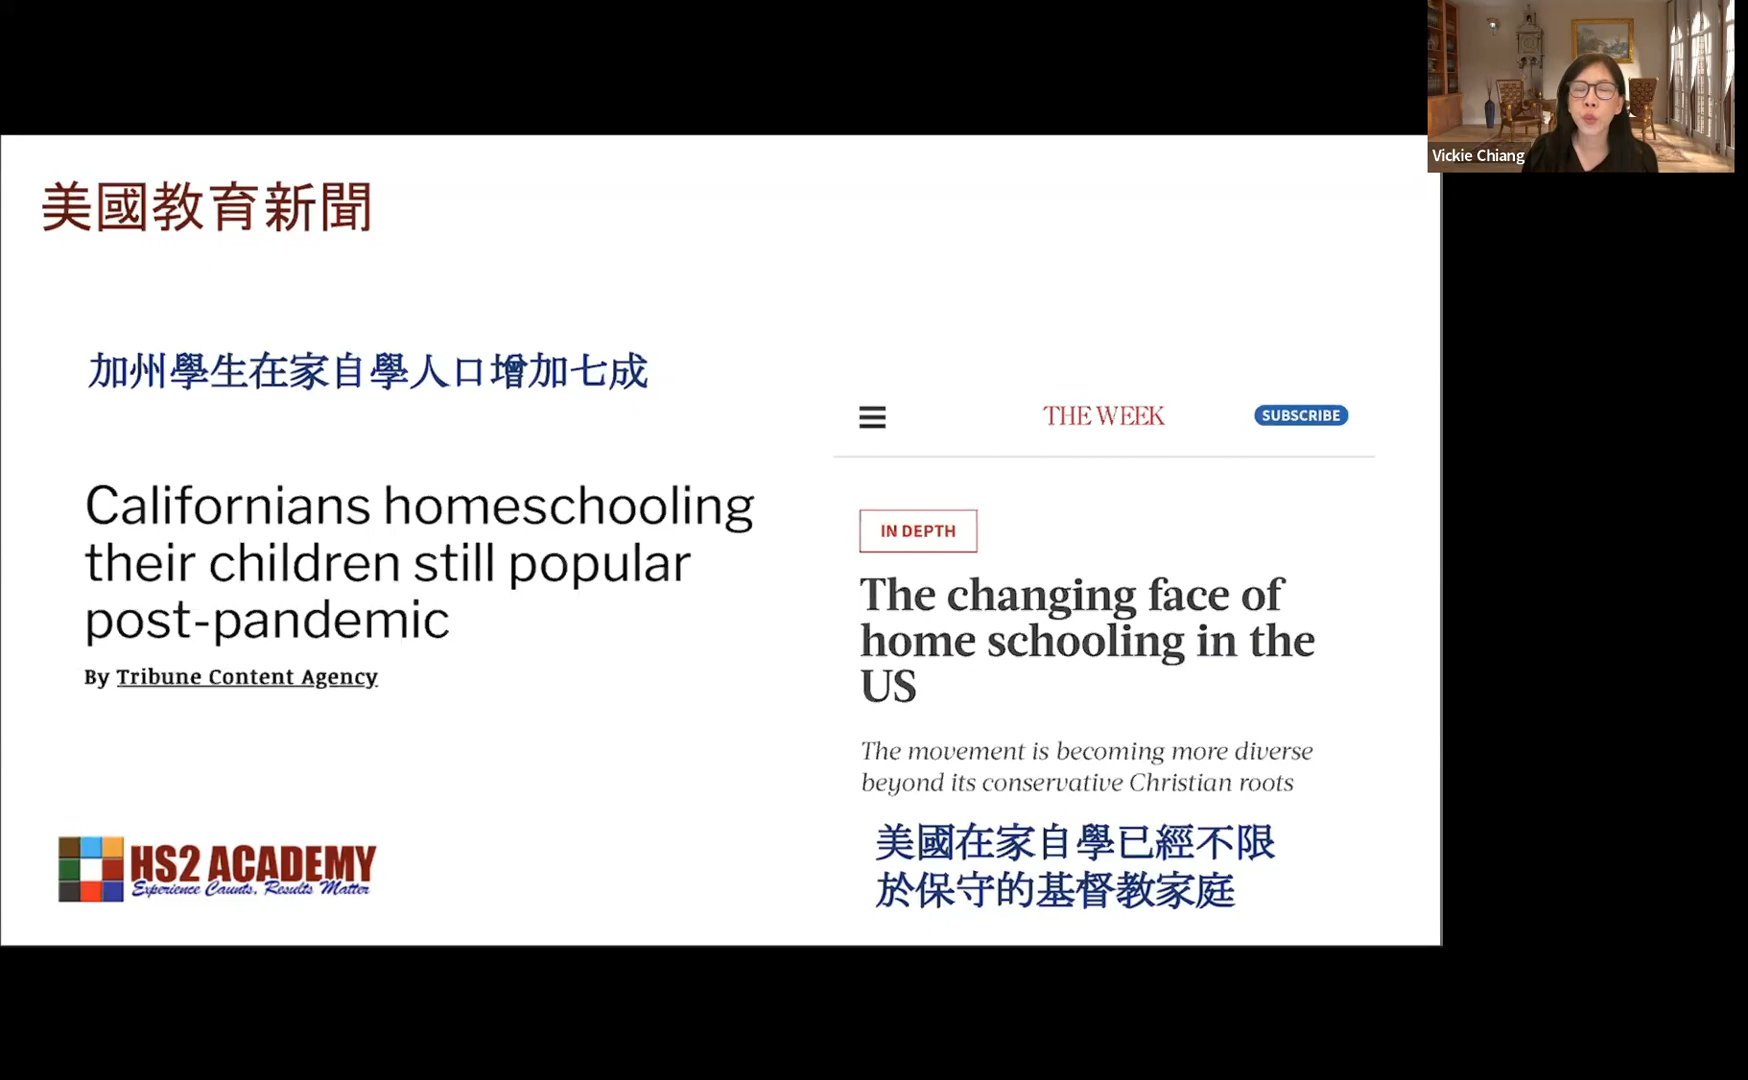 Vickie Chiang
美國教育新聞
加州學生在家自學人口增加七成
Californians homeschooling
their children still popular
post-pandemic
By Tribune Content Agency
THE WEEK
SUBSCRIBE
IN DEPTH
The changing face of
home schooling in the
US
The movement is becoming more diverse
beyond its conservative Christian roots
美國在家自學已經不限
於保守的基督教家庭
HS2 ACADEMY
Experience Counts, Results Matter